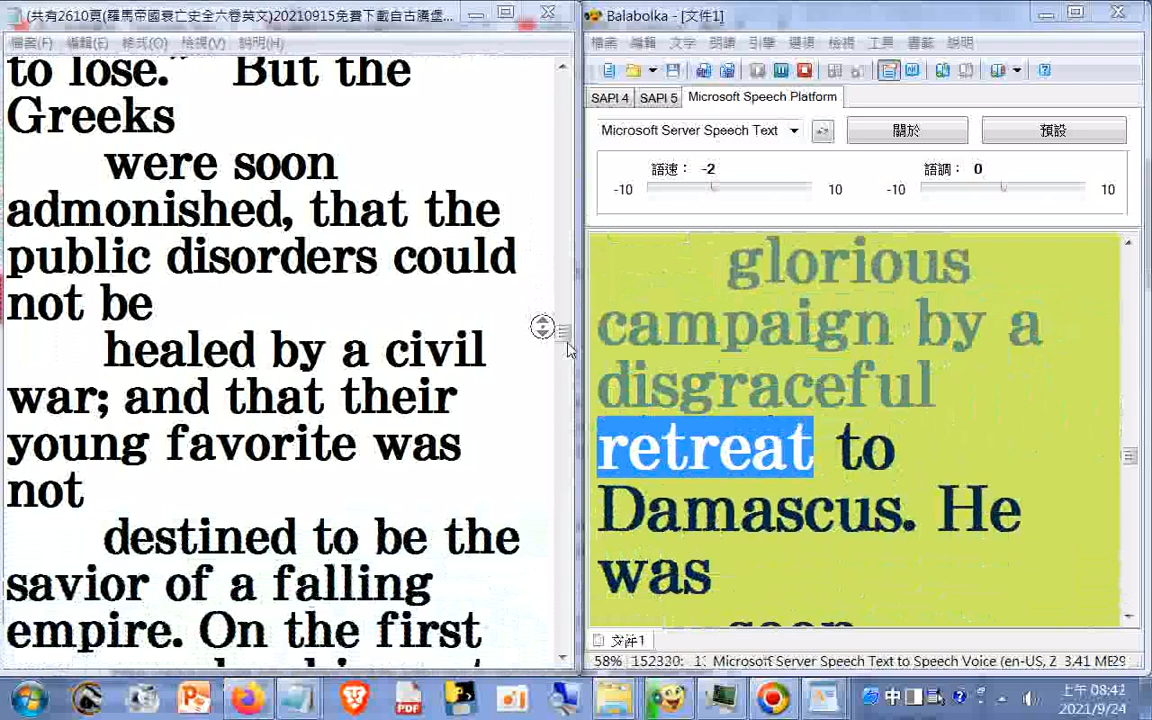 (共有2610頁(羅馬帝國衰亡史全六卷英文)20210915免費下載自古騰堡...
檔案(F) 編輯(E) 格式(O) 檢視(V) 說明(H)
to lose. But the
Greeks
were soon
admonished, that the
public disorders could
not be
healed by a civil
war; and that their
young favorite was
not
destined to be the
savior of a falling
empire. On the first
Balabolka - [文件1]
檔案 編輯 文字 朗讀 引擎 選項 檢視 工具 書籤 說明
SAPI 4 SAPI 5 Microsoft Speech Platform
Microsoft Server Speech Text 關於 預設
語速： -2 語調： 0
-10 10 -10 10
glorious
campaign by a
disgraceful
retreat to
Damascus. He
was
soon
文件1
58% 152330: Microsoft Server Speech Text to Speech Voice (en-US, Z 3,41 ME29
PDF 中 上午 08:42
2021/9/24